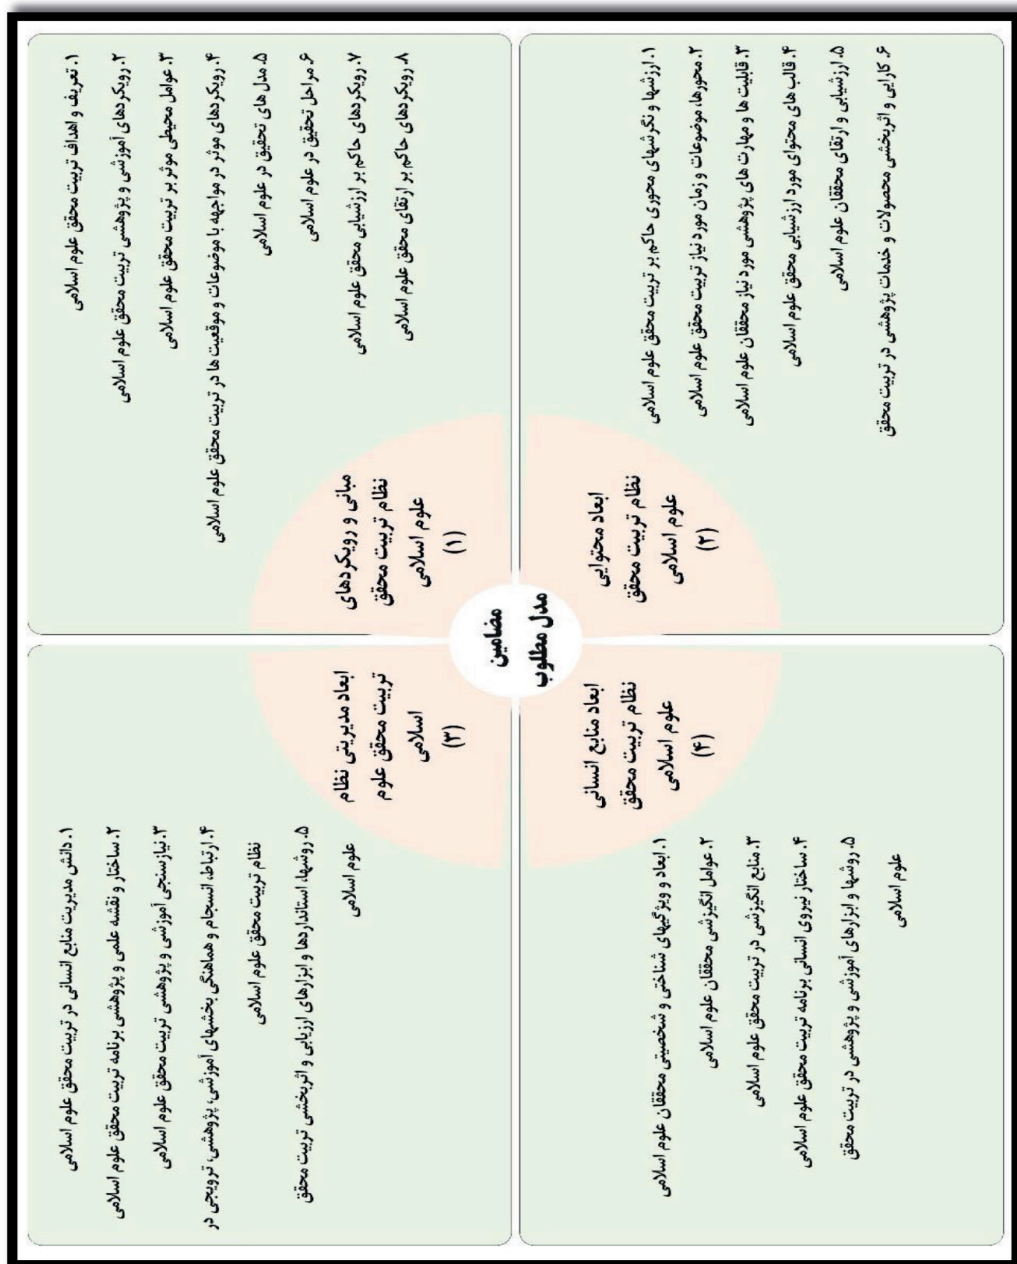 مضامین
مدل مطلوب
مبانی و رویکردهای
نظام تربیت محقق
علوم اسلامی
(۱)
۱. تعریف و اهداف تربیت محقق علوم اسلامی
۲. رویکردهای آموزشی و پژوهشی تربیت محقق علوم اسلامی
۳. عوامل محیطی موثر بر تربیت محقق علوم اسلامی
۴. رویکردهای موثر در مواجهه با موضوعات و موقعیت ها در تربیت محقق علوم اسلامی
۵. مدل های تحقیق در علوم اسلامی
۶. مراحل تحقیق در علوم اسلامی
۷. رویکردهای حاکم بر ارزشیابی محقق علوم اسلامی
۸. رویکردهای حاکم بر ارتقای محقق علوم اسلامی
ابعاد محتوایی
نظام تربیت محقق
علوم اسلامی
(۲)
۱. ارزشها و نگرشهای محوری حاکم بر تربیت محقق علوم اسلامی
۲. محورها، موضوعات و زمان مورد نیاز تربیت محقق علوم اسلامی
۳. قابلیت ها و مهارت های پژوهشی مورد نیاز محققان علوم اسلامی
۴. قالب های محتوای مورد ارزشیابی محقق علوم اسلامی
۵. ارزشیابی و ارتقای محققان علوم اسلامی
۶. کارایی و اثربخشی محصولات و خدمات پژوهشی در تربیت محقق
ابعاد مدیریتی نظام
تربیت محقق علوم
اسلامی
(۳)
۱. دانش مدیریت منابع انسانی در تربیت محقق علوم اسلامی
۲. ساختار و نقشه علمی و پژوهشی برنامه تربیت محقق علوم اسلامی
۳. نیازسنجی آموزشی و پژوهشی تربیت محقق علوم اسلامی
۴. ارتباط، انسجام و هماهنگی بخشهای آموزشی، پژوهشی، ترویجی در
نظام تربیت محقق علوم اسلامی
۵. روشها، استانداردها و ابزارهای ارزیابی و اثربخشی تربیت محقق
علوم اسلامی
ابعاد منابع انسانی
نظام تربیت محقق
علوم اسلامی
(۴)
۱. ابعاد و ویژگیهای شناختی و شخصیتی محققان علوم اسلامی
۲. عوامل انگیزشی محققان علوم اسلامی
۳. منابع انگیزشی در تربیت محقق علوم اسلامی
۴. ساختار نیروی انسانی برنامه تربیت محقق علوم اسلامی
۵. روشها و ابزارهای آموزشی و پژوهشی در تربیت محقق
علوم اسلامی